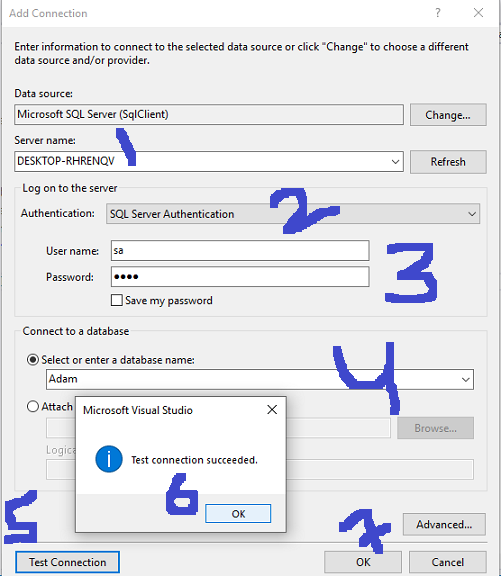 Add Connection
Enter information to connect to the selected data source or click "Change" to choose a different
data source and/or provider.
Data source:
Microsoft SQL Server (SqlClient)
Change...
1
Server name:
DESKTOP-RHRENQV
Refresh
Log on to the server
2
Authentication:
SQL Server Authentication
User name:
sa
3
Password:
●●●●
Save my password
Connect to a database
Select or enter a database name:
4
Adam
Attach
Microsoft Visual Studio
Browse...
Logica
Test connection succeeded.
6
OK
5
7
Advanced...
Test Connection
OK
Cancel